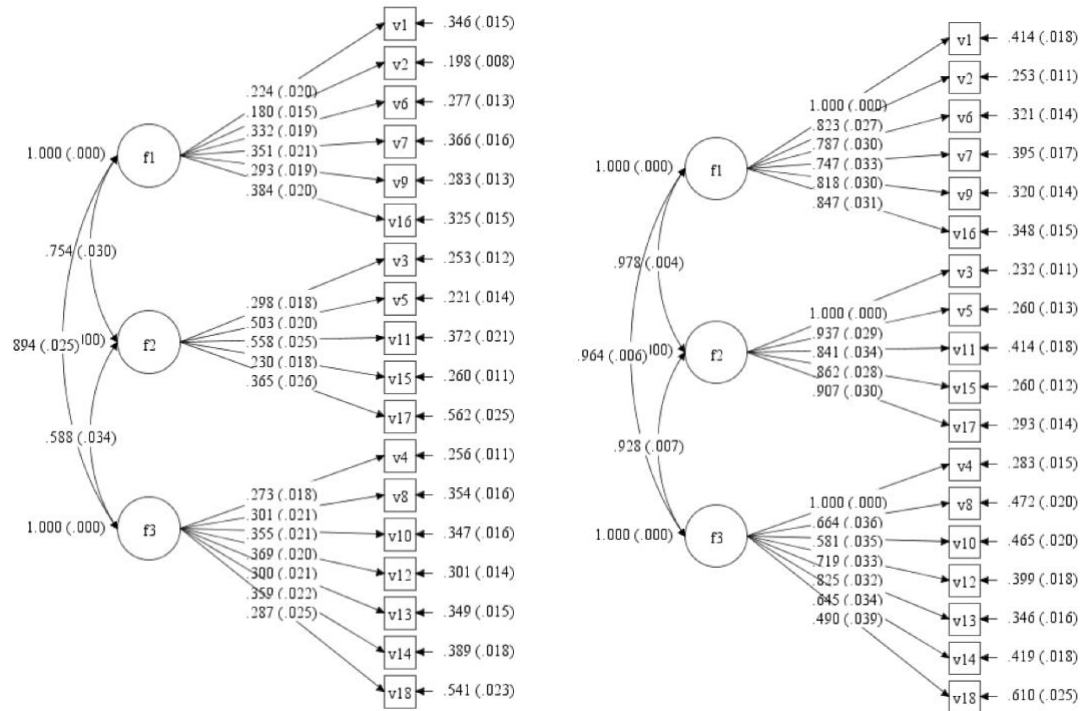 v1 .346 (.015)
v2 .198 (.008)
v6 .277 (.013)
v7 .366 (.016)
v9 .283 (.013)
v16 .325 (.015)
.224 (.020)
.180 (.015)
.332 (.019)
.351 (.021)
.293 (.019)
.384 (.020)
1.000 (.000) f1
.754 (.030)
v3 .253 (.012)
v5 .221 (.014)
v11 .372 (.021)
v15 .260 (.011)
v17 .562 (.025)
.298 (.018)
.503 (.020)
.558 (.025)
.230 (.018)
.365 (.026)
894 (.025) 00) f2
.588 (.034)
v4 .256 (.011)
v8 .354 (.016)
v10 .347 (.016)
v12 .301 (.014)
v13 .349 (.015)
v14 .389 (.018)
v18 .541 (.023)
.273 (.018)
.301 (.021)
.355 (.021)
.369 (.020)
.300 (.021)
.359 (.022)
.287 (.025)
1.000 (.000) f3
v1 .414 (.018)
v2 .253 (.011)
v6 .321 (.014)
v7 .395 (.017)
v9 .320 (.014)
v16 .348 (.015)
1.000 (.000)
.823 (.027)
.787 (.030)
.747 (.033)
.818 (.030)
.847 (.031)
1.000 (.000) f1
.978 (.004)
v3 .232 (.011)
v5 .260 (.013)
v11 .414 (.018)
v15 .260 (.012)
v17 .293 (.014)
1.000 (.000)
.937 (.029)
.841 (.034)
.862 (.028)
.907 (.030)
.964 (.006) 00) f2
.928 (.007)
v4 .283 (.015)
v8 .472 (.020)
v10 .465 (.020)
v12 .399 (.018)
v13 .346 (.016)
v14 .419 (.018)
v18 .610 (.025)
1.000 (.000)
.664 (.036)
.581 (.035)
.719 (.033)
.825 (.032)
.645 (.034)
.490 (.039)
1.000 (.000) f3